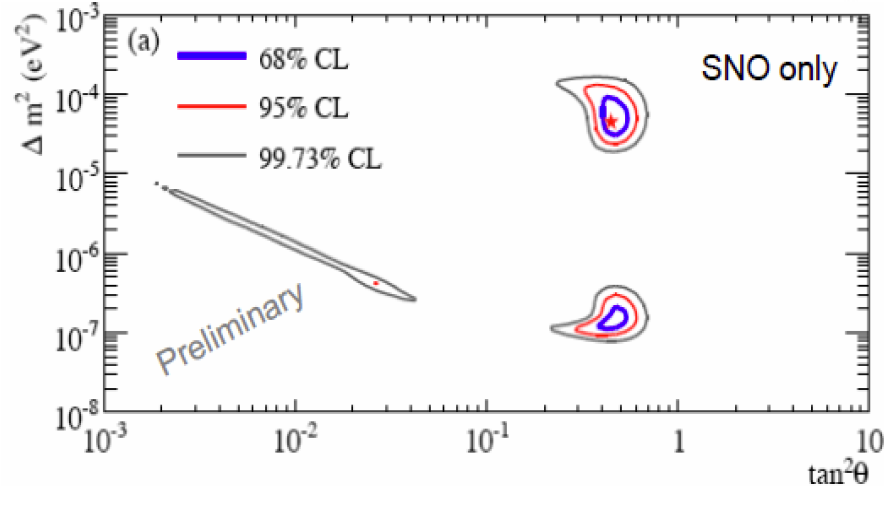 (a)
68% CL
95% CL
99.73% CL
SNO only
Preliminary
Δ m² (eV²)
10⁻³
10⁻⁴
10⁻⁵
10⁻⁶
10⁻⁷
10⁻⁸
10⁻³
10⁻²
10⁻¹
1
10
tan²θ